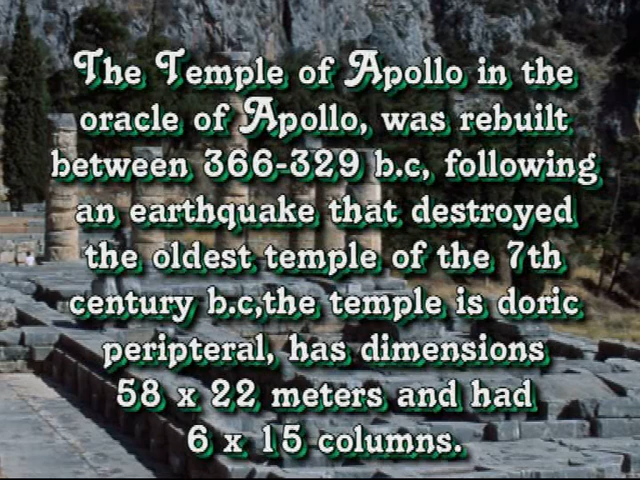 The Temple of Apollo in the
oracle of Apollo, was rebuilt
between 366-329 b.c, following
an earthquake that destroyed
the oldest temple of the 7th
century b.c,the temple is doric
peripteral, has dimensions
58 x 22 meters and had
6 x 15 columns.